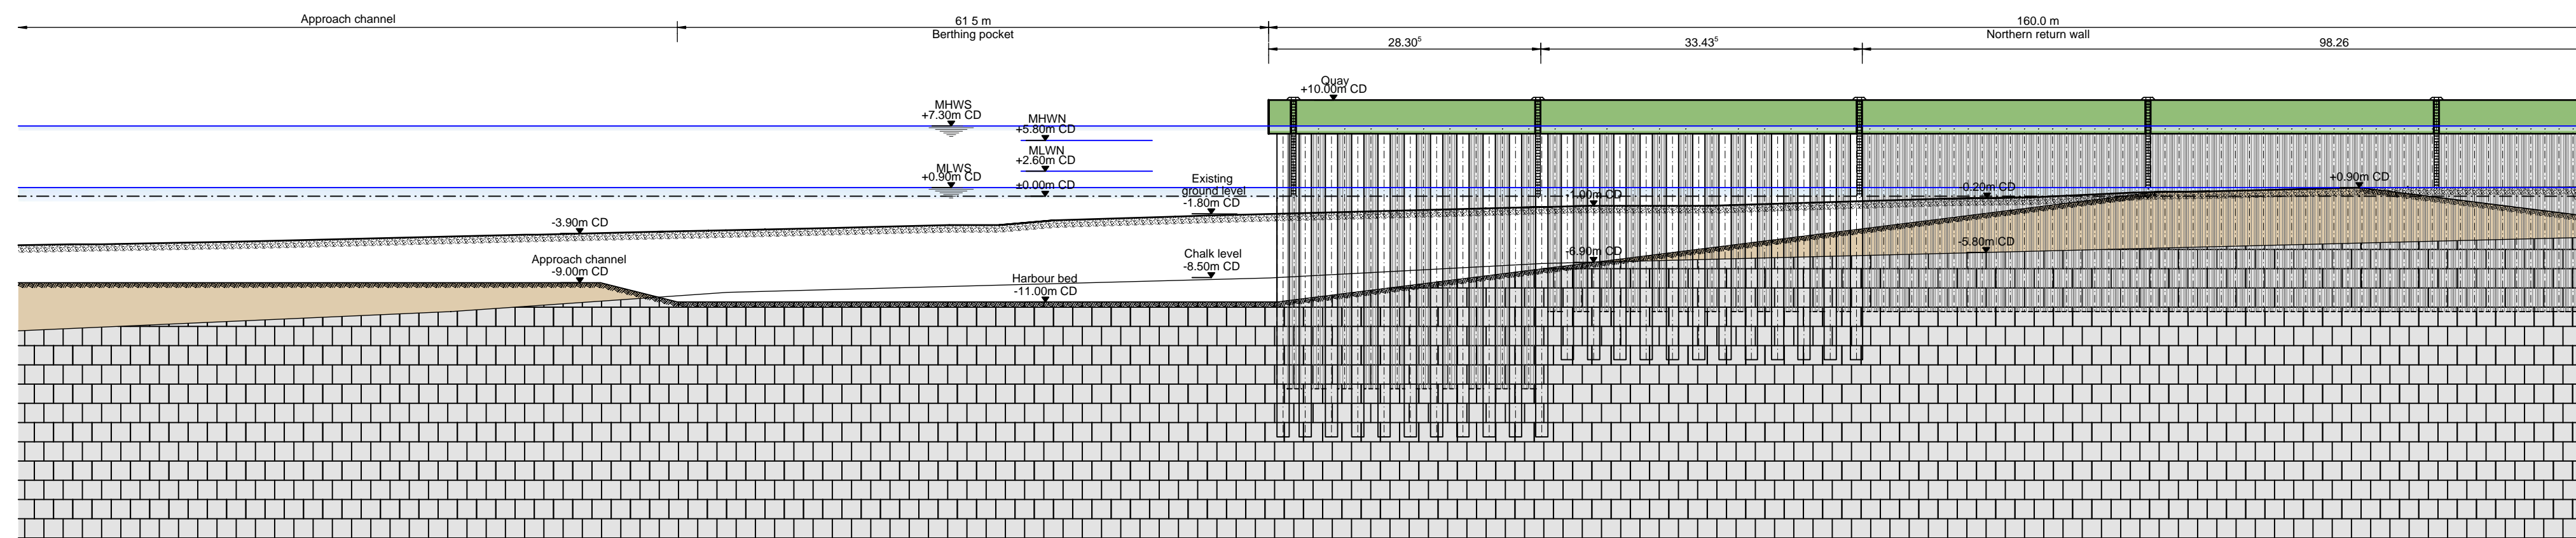 Approach channel
61 5 m
Berthing pocket
160.0 m
Northern return wall
28.30⁵
33.43⁵
98.26
Quay
+10.00m CD
MHWS
+7.30m CD
MHWN
+5.80m CD
MLWN
+2.60m CD
MLWS
+0.90m CD
±0.00m CD
Existing
ground level
-1.80m CD
-1.00m CD
0.20m CD
+0.90m CD
-3.90m CD
Approach channel
-9.00m CD
Harbour bed
-11.00m CD
Chalk level
-8.50m CD
-6.90m CD
-5.80m CD